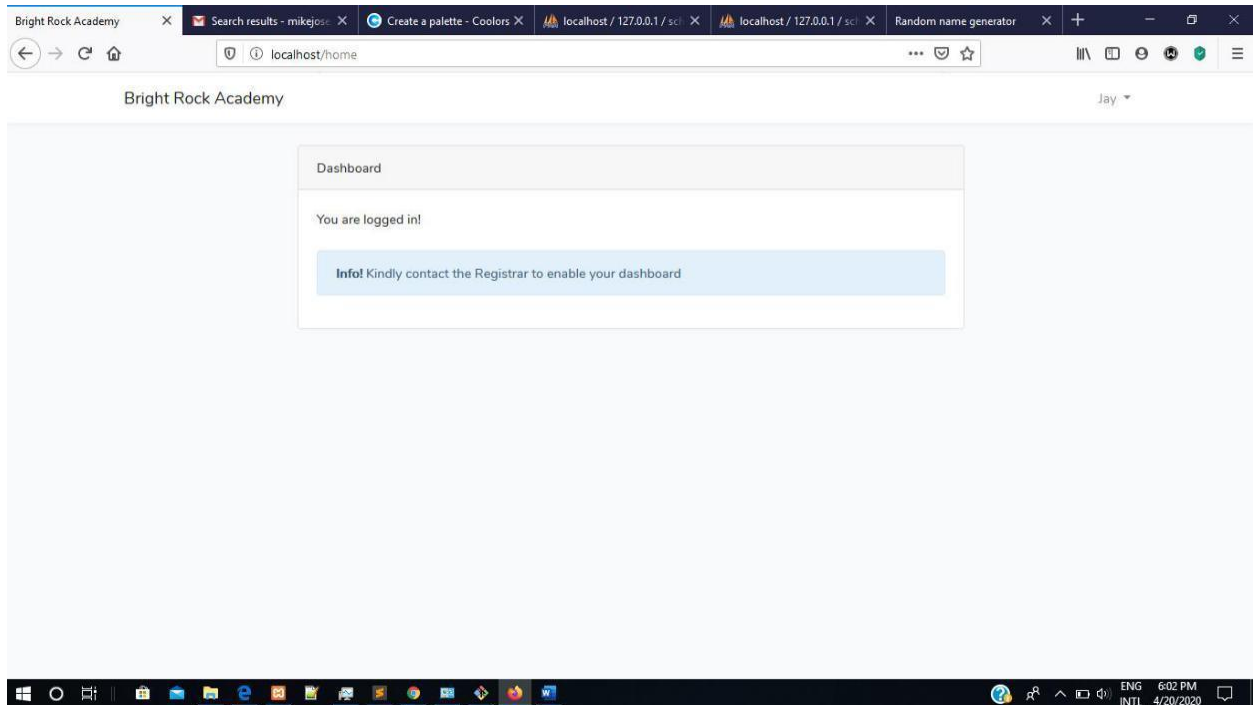 Bright Rock Academy
Search results - mikejose
Create a palette - Coolors
localhost / 127.0.0.1 / sch
localhost / 127.0.0.1 / sch
Random name generator
localhost/home
Bright Rock Academy
Jay
Dashboard
You are logged in!
Info! Kindly contact the Registrar to enable your dashboard
ENG
INTL
6:02 PM
4/20/2020